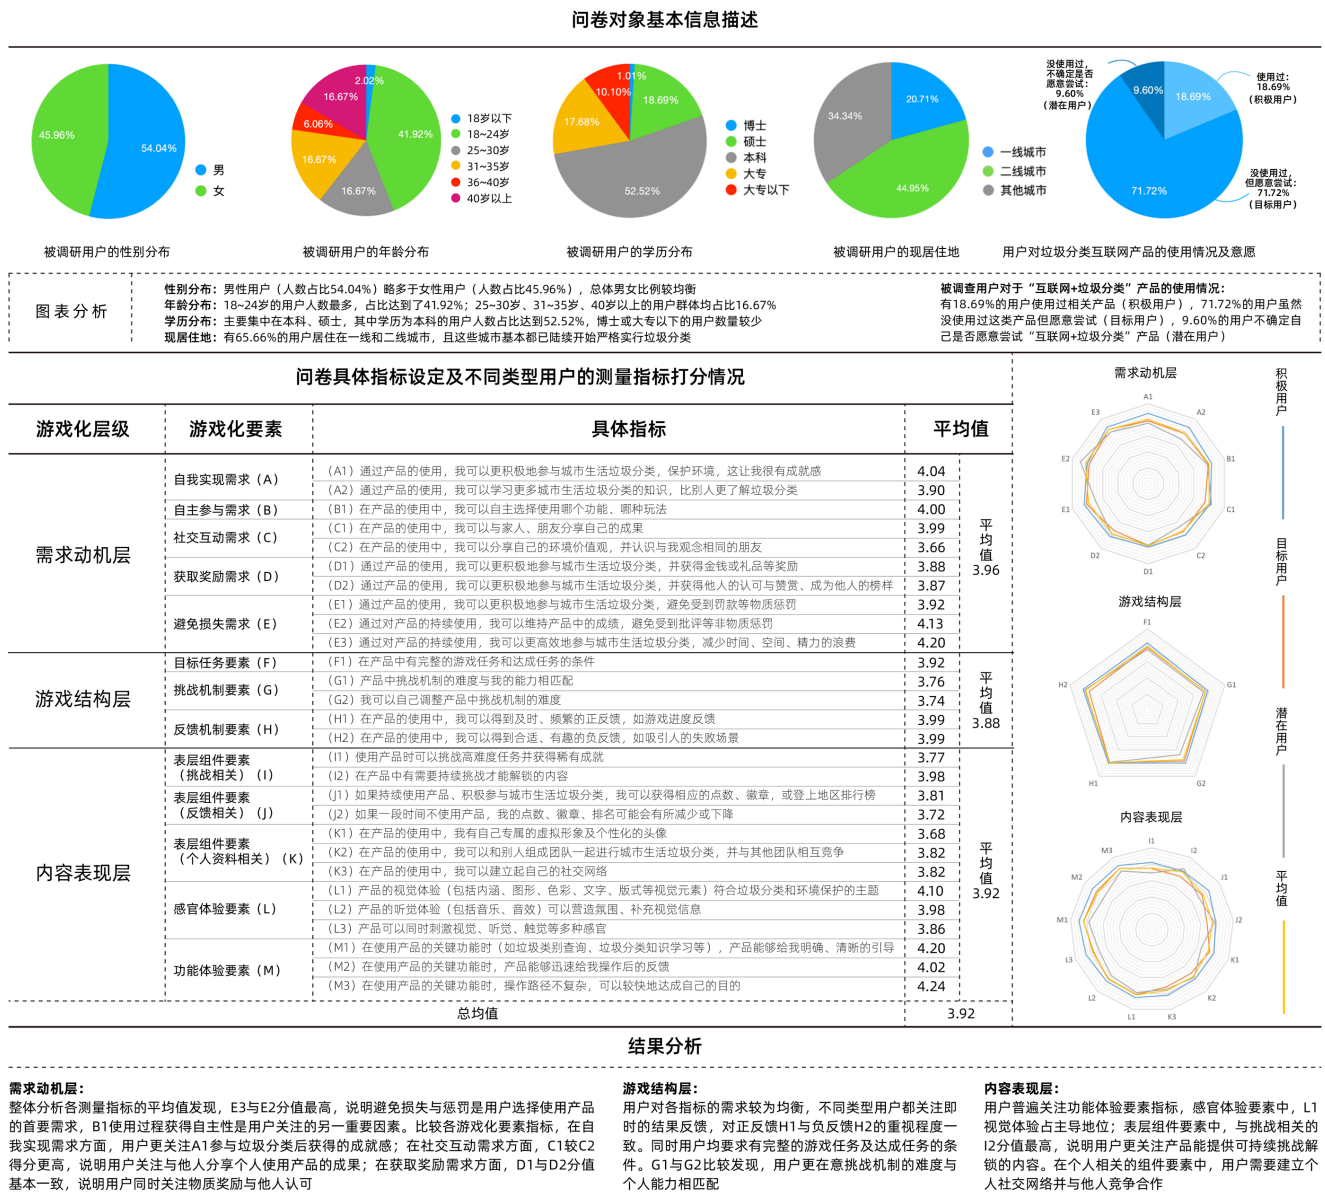 问卷对象基本信息描述
45.96%
54.04%
男
女
被调研用户的性别分布
2.02%
16.67%
6.06%
41.92%
16.67%
16.67%
18岁以下
18~24岁
25~30岁
31~35岁
36~40岁
40岁以上
被调研用户的年龄分布
1.01%
10.10%
18.69%
17.68%
52.52%
博士
硕士
本科
大专
大专以下
被调研用户的学历分布
20.71%
34.34%
44.95%
一线城市
二线城市
其他城市
被调研用户的现居住地
没使用过，
不确定是否
愿意尝试：
9.60%
（潜在用户）
9.60%
18.69%
71.72%
使用过：
18.69%
（积极用户）
没使用过，
但愿意尝试：
71.72%
（目标用户）
用户对垃圾分类互联网产品的使用情况及意愿
图表分析
性别分布：男性用户（人数占比54.04%）略多于女性用户（人数占比45.96%），总体男女比例较均衡
年龄分布：18~24岁的用户人数最多，占比达到了41.92%；25~30岁、31~35岁、40岁以上的用户群体均占比16.67%
学历分布：主要集中在本科、硕士，其中学历为本科的用户人数占比达到52.52%，博士或大专以下的用户数量较少
现居住地：有65.66%的用户居住在一线和二线城市，且这些城市基本都已陆续开始严格实行垃圾分类
被调查用户对于“互联网+垃圾分类”产品的使用情况：
有18.69%的用户使用过相关产品（积极用户），71.72%的用户虽然
没使用过这类产品但愿意尝试（目标用户），9.60%的用户不确定自
己是否愿意尝试“互联网+垃圾分类”产品（潜在用户）
问卷具体指标设定及不同类型用户的测量指标打分情况
游戏化层级 游戏化要素 具体指标 平均值
需求动机层
自我实现需求（A）
（A1）通过产品的使用，我可以更积极地参与城市生活垃圾分类，保护环境，这让我很有成就感 4.04
（A2）通过产品的使用，我可以学习更多城市生活垃圾分类的知识，比别人更了解垃圾分类 3.90
自主参与需求（B）
（B1）在产品的使用中，我可以自主选择使用哪个功能、哪种玩法 4.00
社交互动需求（C）
（C1）在产品的使用中，我可以与家人、朋友分享自己的成果 3.99
（C2）在产品的使用中，我可以分享自己的环境价值观，并认识与我观念相同的朋友 3.66
获取奖励需求（D）
（D1）通过产品的使用，我可以更积极地参与城市生活垃圾分类，并获得金钱或礼品等奖励 3.88
（D2）通过产品的使用，我可以更积极地参与城市生活垃圾分类，并获得他人的认可与赞赏、成为他人的榜样 3.87
避免损失需求（E）
（E1）通过产品的使用，我可以更积极地参与城市生活垃圾分类，避免受到罚款等物质惩罚 3.92
（E2）通过对产品的持续使用，我可以维持产品中的成绩，避免受到批评等非物质惩罚 4.13
（E3）通过对产品的持续使用，我可以更高效地参与城市生活垃圾分类，减少时间、空间、精力的浪费 4.20
平均值
3.96
游戏结构层
目标任务要素（F）
（F1）在产品中有完整的游戏任务和达成任务的条件 3.92
挑战机制要素（G）
（G1）产品中挑战机制的难度与我的能力相匹配 3.76
（G2）我可以自己调整产品中挑战机制的难度 3.74
反馈机制要素（H）
（H1）在产品的使用中，我可以得到及时、频繁的正反馈，如游戏进度反馈 3.99
（H2）在产品的使用中，我可以得到合适、有趣的负反馈，如吸引人的失败场景 3.99
平均值
3.88
内容表现层
表层组件要素
（挑战相关）（I）
（I1）使用产品时可以挑战高难度任务并获得稀有成就 3.77
（I2）在产品中有需要持续挑战才能解锁的内容 3.98
表层组件要素
（反馈相关）（J）
（J1）如果持续使用产品、积极参与城市生活垃圾分类，我可以获得相应的点数、徽章，或登上地区排行榜 3.81
（J2）如果一段时间不使用产品，我的点数、徽章、排名可能会有所减少或下降 3.72
表层组件要素
（个人资料相关）（K）
（K1）在产品的使用中，我有自己专属的虚拟形象及个性化的头像 3.68
（K2）在产品的使用中，我可以和别人组成团队一起进行城市生活垃圾分类，并与其他团队相互竞争 3.82
（K3）在产品的使用中，我可以建立起自己的社交网络 3.82
感官体验要素（L）
（L1）产品的视觉体验（包括内涵、图形、色彩、文字、版式等视觉元素）符合垃圾分类和环境保护的主题 4.10
（L2）产品的听觉体验（包括音乐、音效）可以营造氛围、补充视觉信息 3.98
（L3）产品可以同时刺激视觉、听觉、触觉等多种感官 3.86
功能体验要素（M）
（M1）在使用产品的关键功能时（如垃圾类别查询、垃圾分类知识学习等），产品能够给我明确、清晰的引导 4.20
（M2）在使用产品的关键功能时，产品能够迅速给我操作后的反馈 4.02
（M3）在使用产品的关键功能时，操作路径不复杂，可以较快地达成自己的目的 4.24
平均值
3.92
总均值 3.92
需求动机层
A1
A2
B1
C1
C2
D1
D2
E1
E2
E3
游戏结构层
F1
G1
G2
H1
H2
内容表现层
I1
I2
J1
J2
K1
K2
K3
L1
L2
L3
M1
M2
M3
积极用户
目标用户
潜在用户
平均值
结果分析
需求动机层：
整体分析各测量指标的平均值发现，E3与E2分值最高，说明避免损失与惩罚是用户选择使用产品
的首要需求，B1使用过程获得自主性是用户关注的另一重要因素。比较各游戏化要素指标，在自
我实现需求方面，用户更关注A1参与垃圾分类后获得的成就感；在社交互动需求方面，C1较C2
得分更高，说明用户关注与他人分享个人使用产品的成果；在获取奖励需求方面，D1与D2分值
基本一致，说明用户同时关注物质奖励与他人认可
游戏结构层：
用户对各指标的需求较为均衡，不同类型用户都关注即
时的结果反馈，对正反馈H1与负反馈H2的重视程度一
致。同时用户均要求有完整的游戏任务及达成任务的条
件。G1与G2比较发现，用户更在意挑战机制的难度与
个人能力相匹配
内容表现层：
用户普遍关注功能体验要素指标，感官体验要素中，L1
视觉体验占主导地位；表层组件要素中，与挑战相关的
I2分值最高，说明用户更关注产品能提供可持续挑战解
锁的内容。在个人相关的组件要素中，用户需要建立个
人社交网络并与他人竞争合作